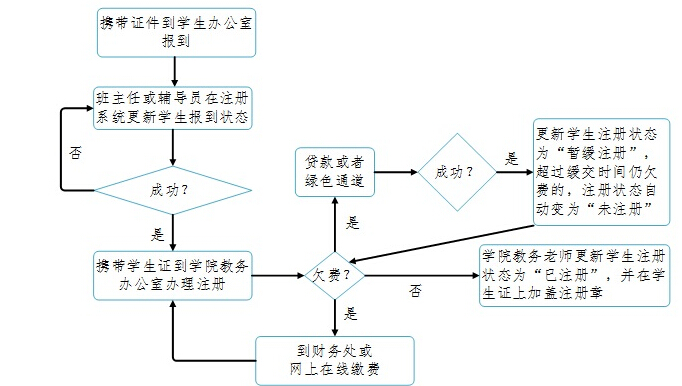 携带证件到学生办公室
报到
班主任或辅导员在注册
系统更新学生报到状态
否
成功？
是
携带学生证到学院教务
办公室办理注册
贷款或者
绿色通道
成功？
是
更新学生注册状态
为“暂缓注册”，
超过缓交时间仍欠
费的，注册状态自
动变为“未注册”
是
欠费？
否
学院教务老师更新学生注册
状态为“已注册”，并在学
生证上加盖注册章
是
到财务处或
网上在线缴费